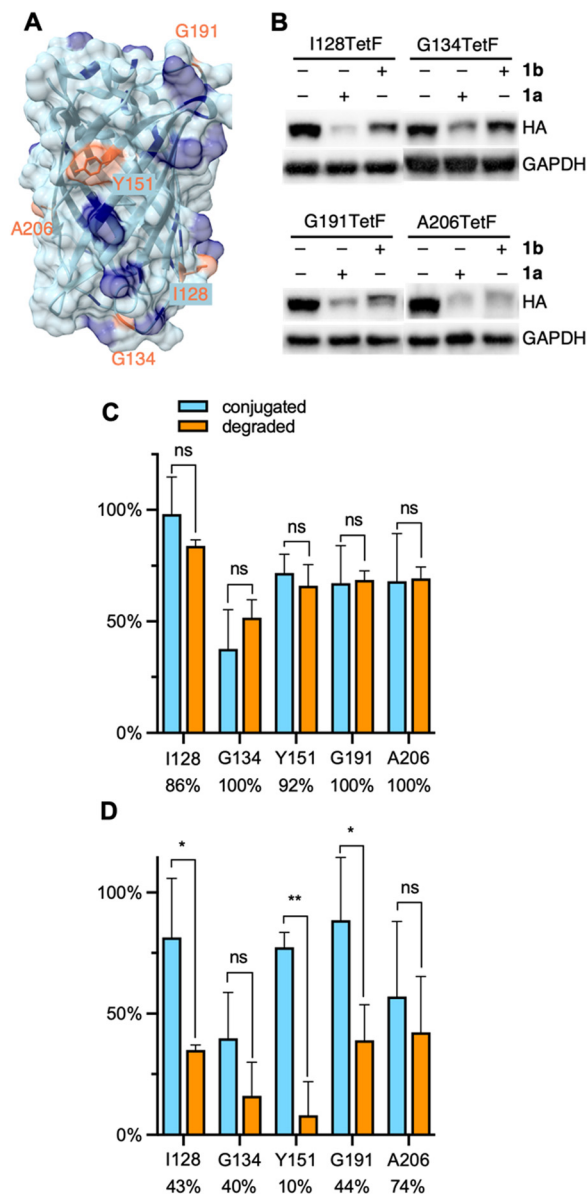 A
G191
Y151
A206
I128
G134
B
I128TetF G134TetF
– – + – – + 1b
– + – – + – 1a
HA
GAPDH
G191TetF A206TetF
– – + – – + 1b
– + – – + – 1a
HA
GAPDH
C
conjugated
degraded
ns ns ns ns ns
100%
50%
0%
I128 G134 Y151 G191 A206
86% 100% 92% 100% 100%
D
* ns ** * ns
100%
50%
0%
I128 G134 Y151 G191 A206
43% 40% 10% 44% 74%